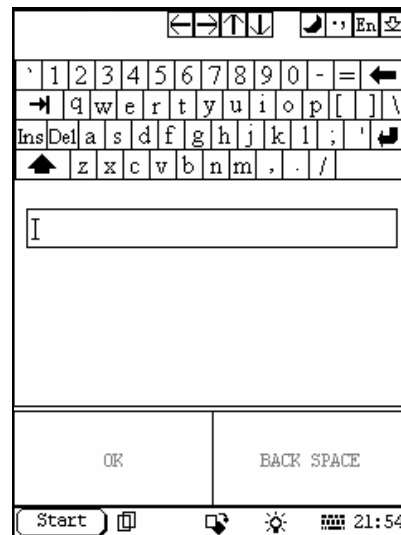 ←→↑↓ ·, En
` 1 2 3 4 5 6 7 8 9 0 - = ←
q w e r t y u i o p [ ] \
Ins Del a s d f g h j k l ; '
z x c v b n m , . /
OK BACK SPACE
Start 21:54